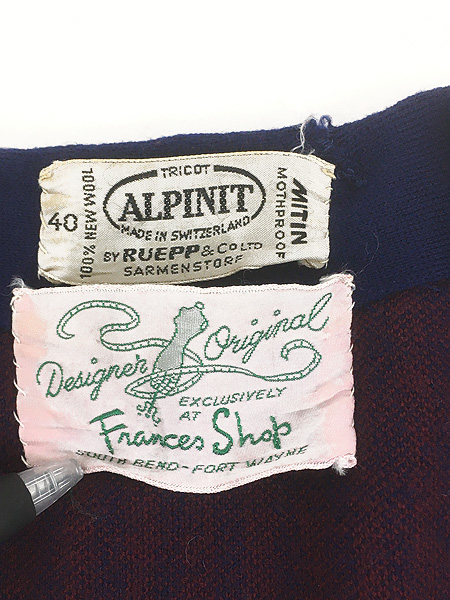 TRICOT
ALPINIT
MADE IN SWITZERLAND
BY RUEPP & CO LTD
SARMENSTORF
40
100% NEW WOOL
MITIN
MOTHPROOF
Designer Original
EXCLUSIVELY
AT
Frances Shop
SOUTH BEND-FORT WAYNE